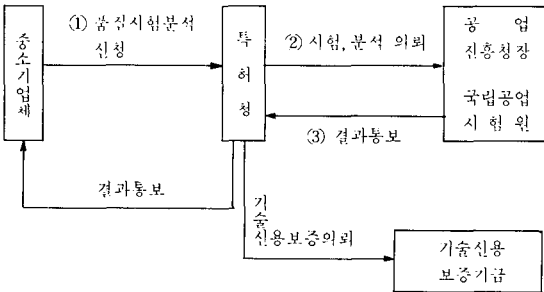 ① 품질시험분석
신청
중소기업체
특허청
② 시험, 분석 의뢰
공업
진흥청장
국립공업
시험원
③ 결과통보
결과통보
기술
신용보증의뢰
기술신용
보증기금